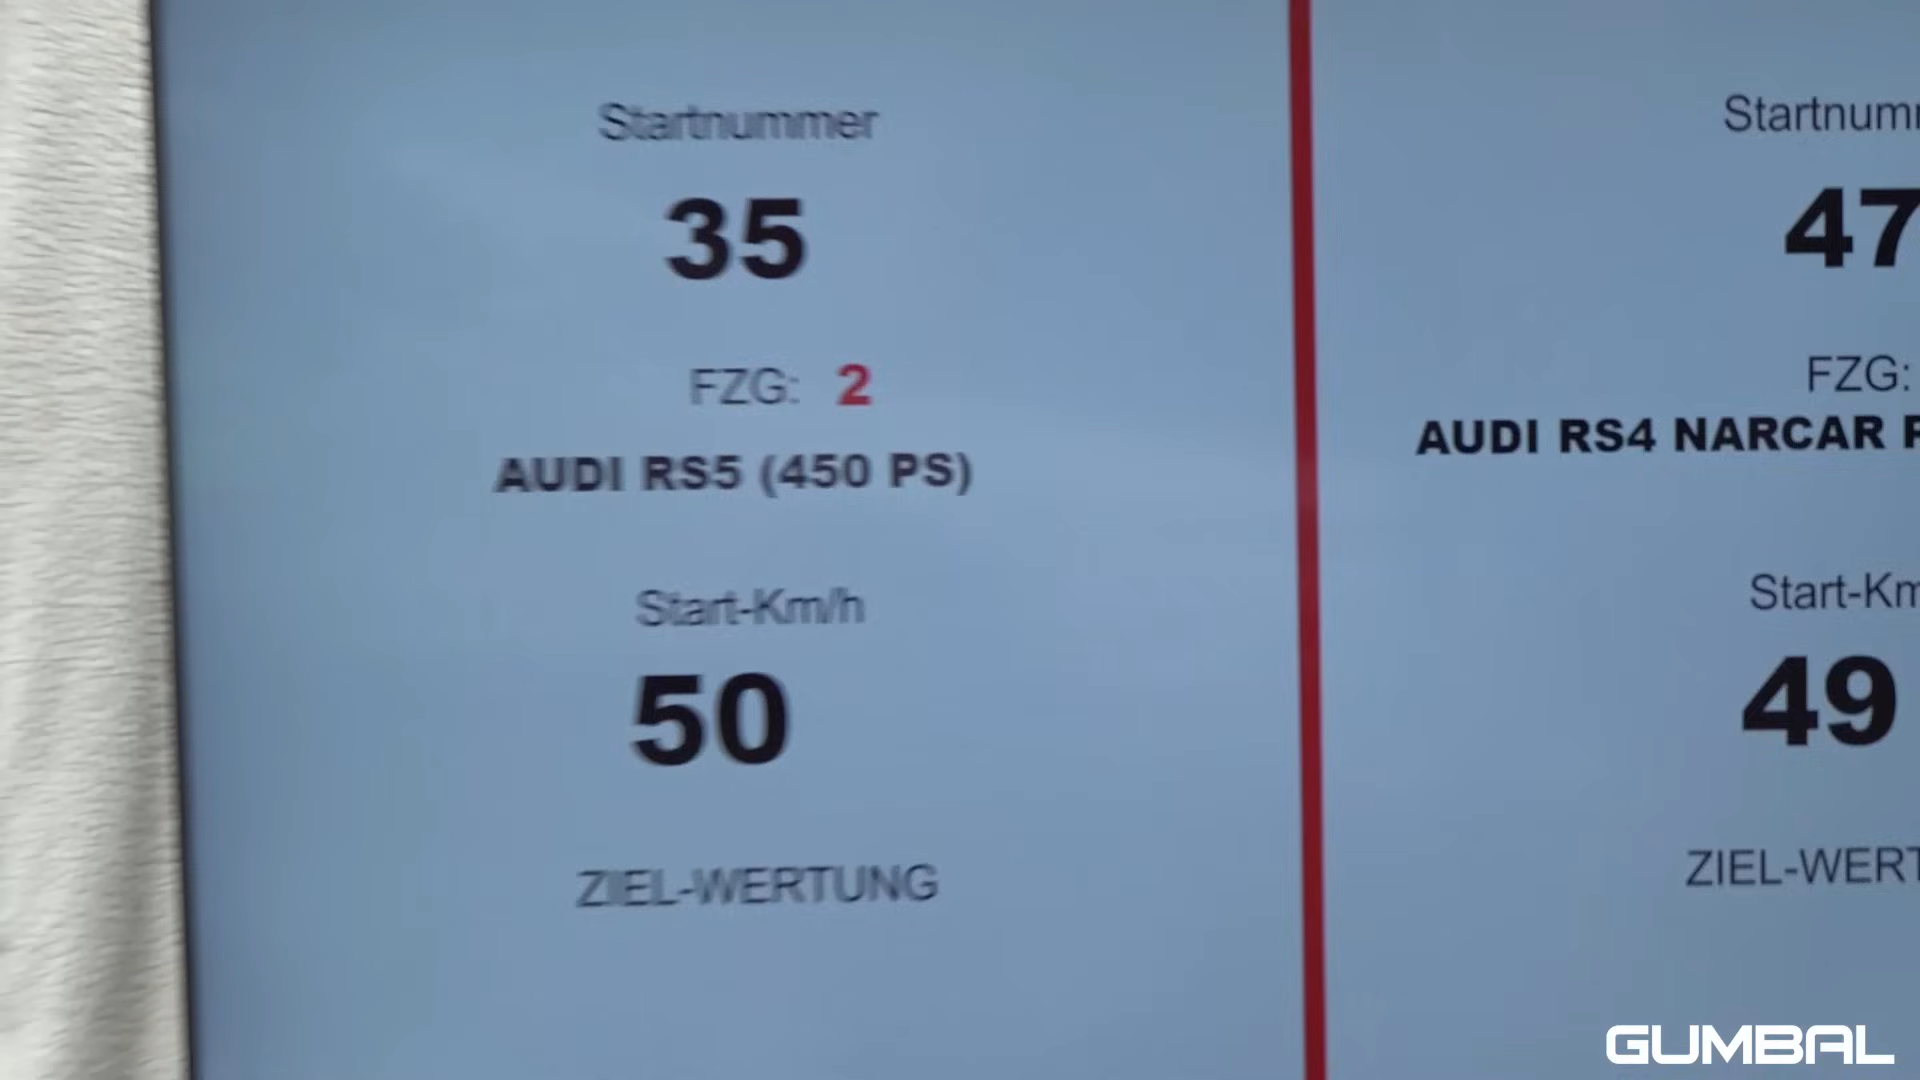 Startnummer
35
FZG: 2
AUDI RS5 (450 PS)
Start-Km/h
50
ZIEL-WERTUNG
47
FZG:
AUDI RS4 NARCAR
49
GUMBAL